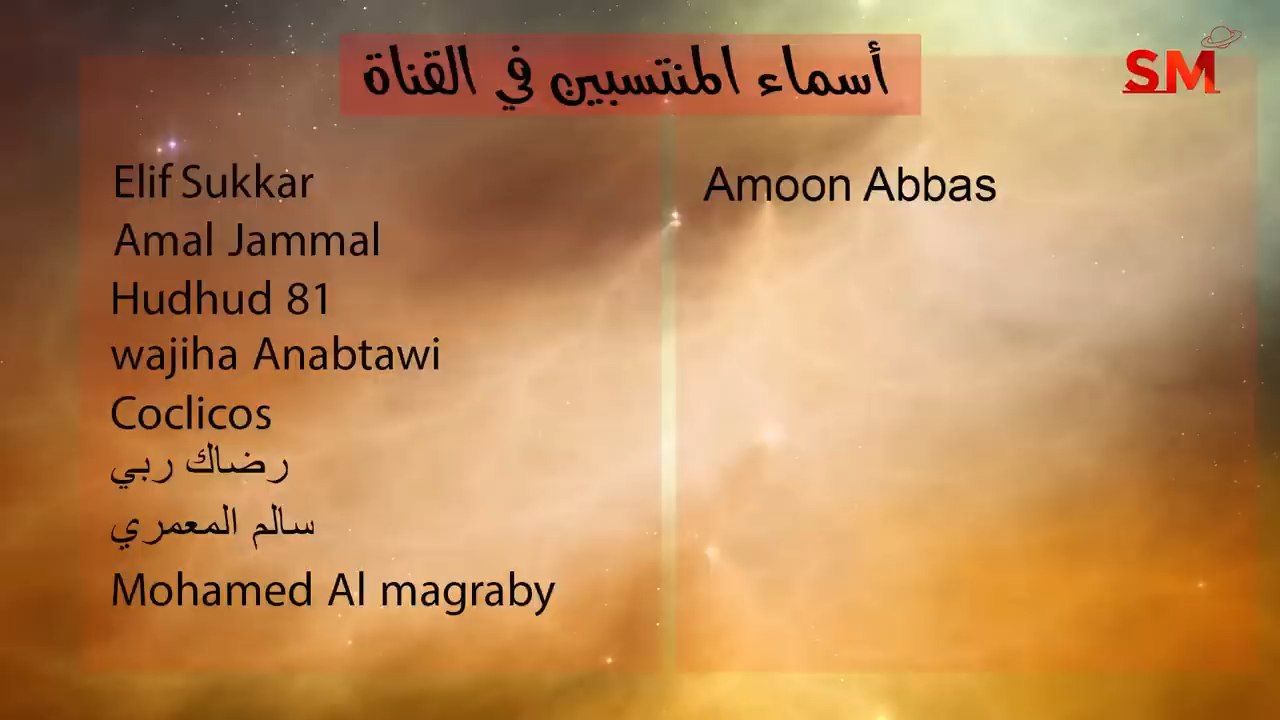 أسماء المنتسبين في القناة
SM
Elif Sukkar
Amal Jammal
Hudhud 81
wajiha Anabtawi
Coclicos
رضاك ربي
سالم المعمري
Mohamed Al magraby
Amoon Abbas